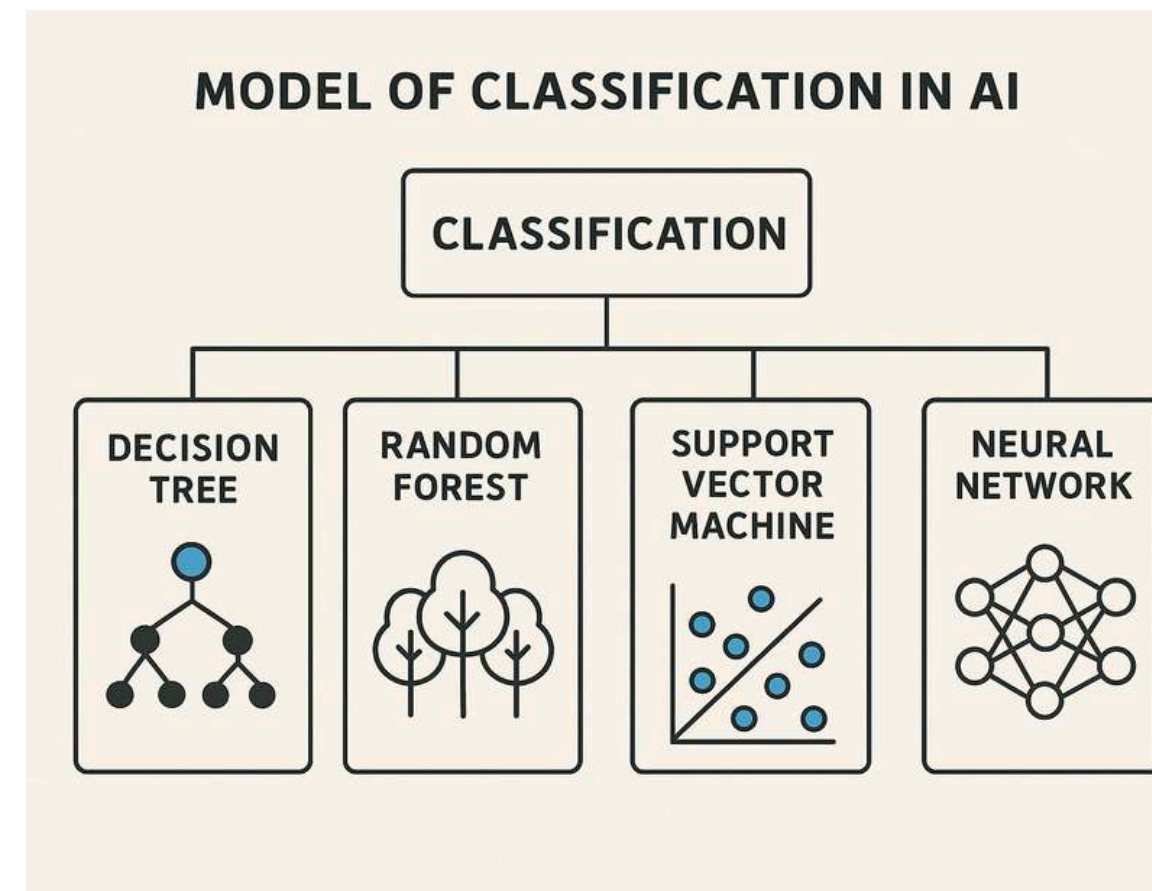 MODEL OF CLASSIFICATION IN AI
CLASSIFICATION
DECISION
TREE
RANDOM
FOREST
SUPPORT
VECTOR
MACHINE
NEURAL
NETWORK